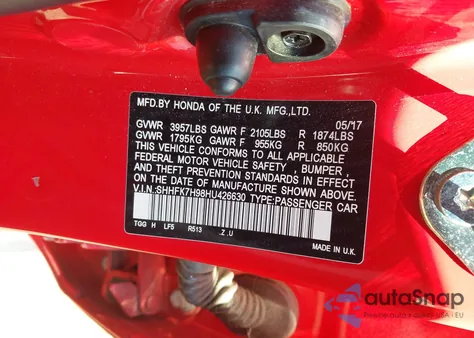 MFD.BY HONDA OF THE U.K. MFG.,LTD. 05/17
GVWR 3957LBS GAWR F 2105LBS R 1874LBS
GVWR 1795KG GAWR F 955KG R 850KG
THIS VEHICLE CONFORMS TO ALL APPLICABLE
FEDERAL MOTOR VEHICLE SAFETY , BUMPER ,
AND THEFT PREVENTION STANDARDS IN EFFECT
ON THE DATE OF MANUFACTURE SHOWN ABOVE.
V.I.N.:SHHFK7H98HU426630 TYPE:PASSENGER CAR
TGG H LF5 R513 .Z .U
MADE IN U.K.
autoSnap